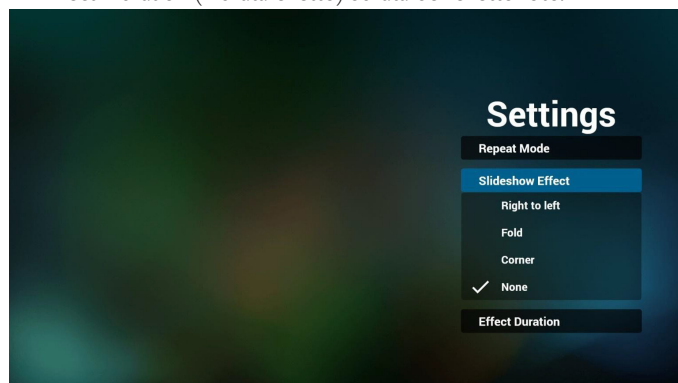 Settings
Repeat Mode
Slideshow Effect
Right to left
Fold
Corner
None
Effect Duration